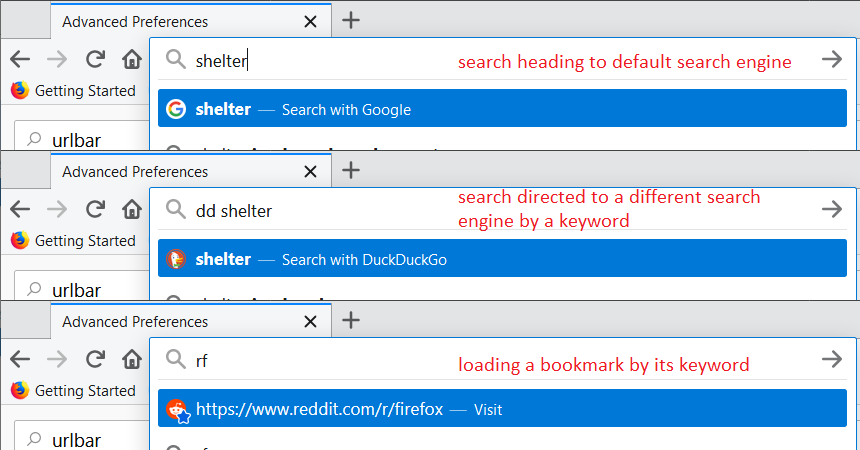 Advanced Preferences
shelter
search heading to default search engine
Getting Started
shelter — Search with Google
urlbar
Advanced Preferences
dd shelter
search directed to a different search
engine by a keyword
Getting Started
shelter — Search with DuckDuckGo
urlbar
Advanced Preferences
rf
loading a bookmark by its keyword
Getting Started
https://www.reddit.com/r/firefox — Visit
urlbar